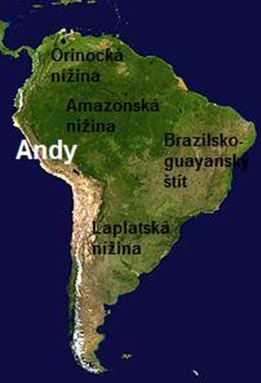 Orinocká
nížina
Amazonská
nížina
Andy
Brazilsko-
guayanský
štít
Laplatská
nížina